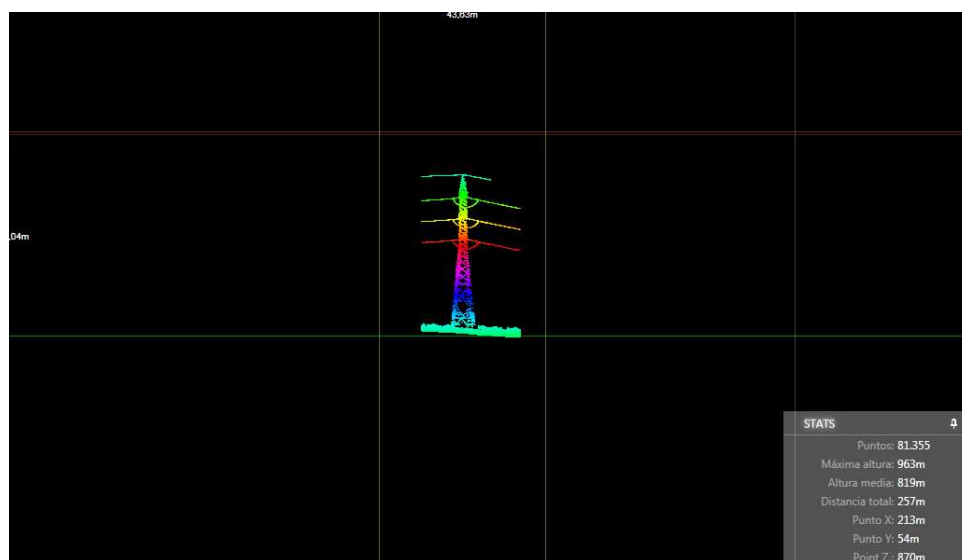 43,63m
,04m
STATS
Puntos: 81.355
Máxima altura: 963m
Altura media: 819m
Distancia total: 257m
Punto X: 213m
Punto Y: 54m
Point Z : 870m